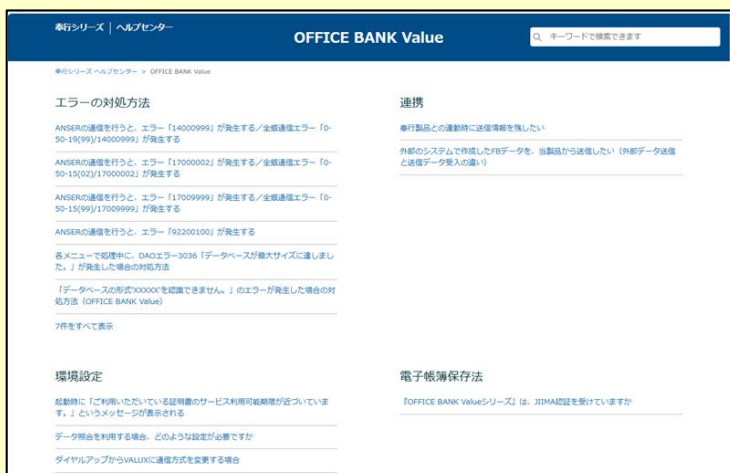 奉行シリーズ | ヘルプセンター
OFFICE BANK Value
キーワードで検索できます
奉行シリーズ ヘルプセンター > OFFICE BANK Value
エラーの対処方法
ANSERの通信を行うと、エラー「14000999」が発生する／全銀通信エラー「0-
50-19(99)/14000999」が発生する
ANSERの通信を行うと、エラー「17000002」が発生する／全銀通信エラー「0-
50-15(02)/17000002」が発生する
ANSERの通信を行うと、エラー「17009999」が発生する／全銀通信エラー「0-
50-15(99)/17009999」が発生する
ANSERの通信を行うと、エラー「92200100」が発生する
各メニューで処理中に、DAOエラー3036「データベースが最大サイズに達しまし
た。」が発生した場合の対処方法
「データベースの形式'XXXXX'を認識できません。」のエラーが発生した場合の対
処方法（OFFICE BANK Value）
7件をすべて表示
連携
奉行製品との連動時に送信情報を残したい
外部のシステムで作成したFBデータを、当製品から送信したい（外部データ送信
と送信データ受入の違い）
環境設定
起動時に「ご利用いただいている証明書のサービス利用可能期限が近づいていま
す。」というメッセージが表示される
データ照合を利用する場合、どのような設定が必要ですか
ダイヤルアップからVALUXに通信方式を変更する場合
電子帳簿保存法
『OFFICE BANK Valueシリーズ』は、JIIMA認証を受けていますか